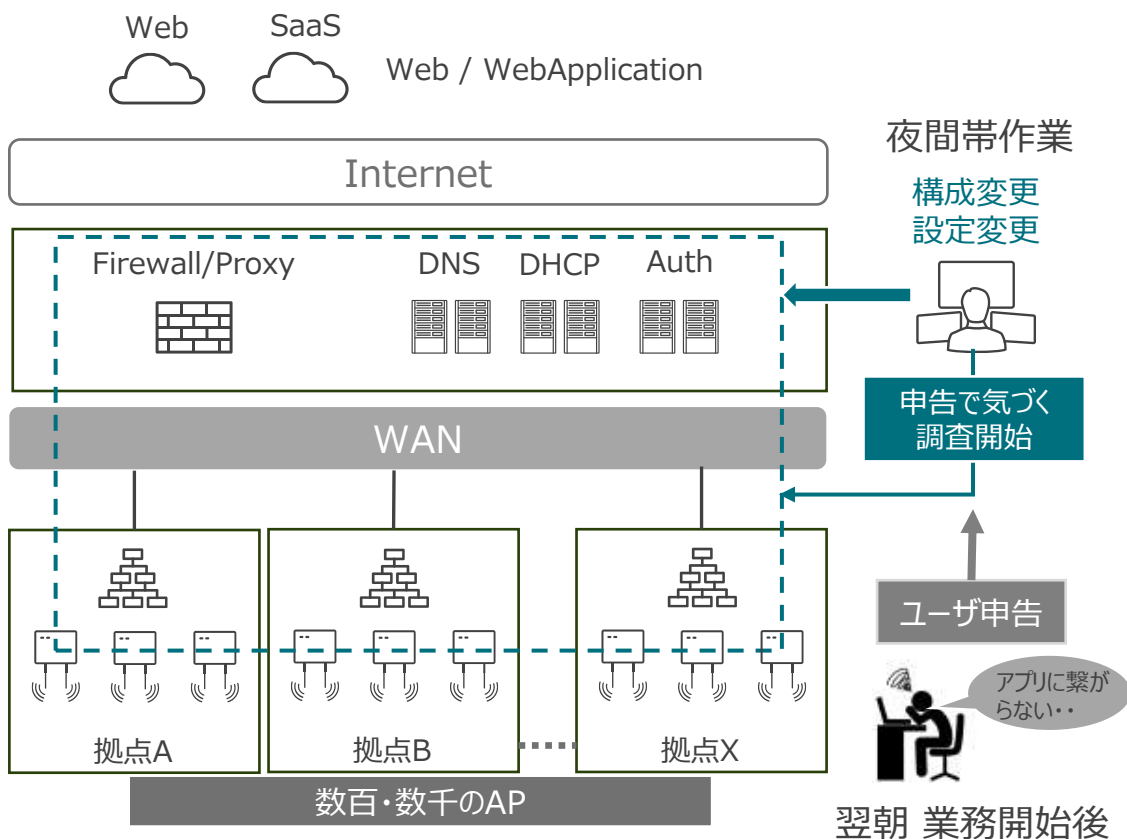 Web
SaaS
Web / WebApplication
Internet
夜間帯作業
構成変更
設定変更
Firewall/Proxy
DNS
DHCP
Auth
WAN
申告で気づく
調査開始
ユーザ申告
アプリに繋が
らない・・
拠点A
拠点B
拠点X
数百・数千のAP
翌朝 業務開始後